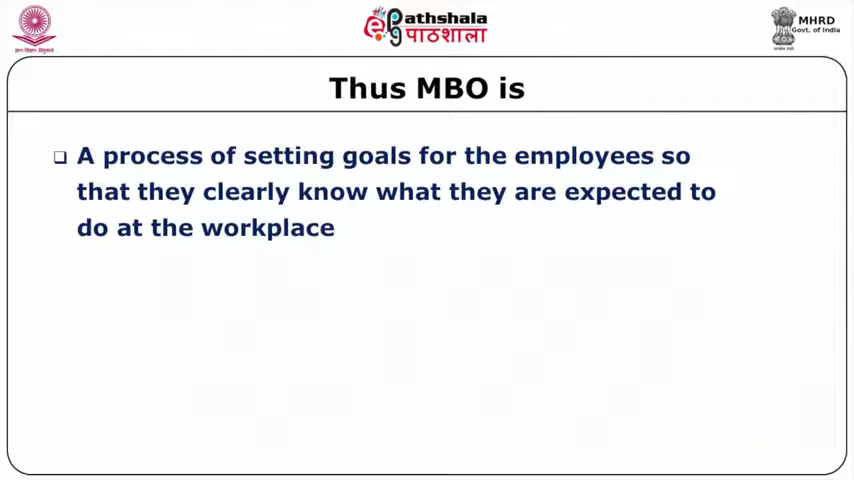 ePathshala
पाठशाला
MHRD
Govt. of India
Thus MBO is
A process of setting goals for the employees so
that they clearly know what they are expected to
do at the workplace